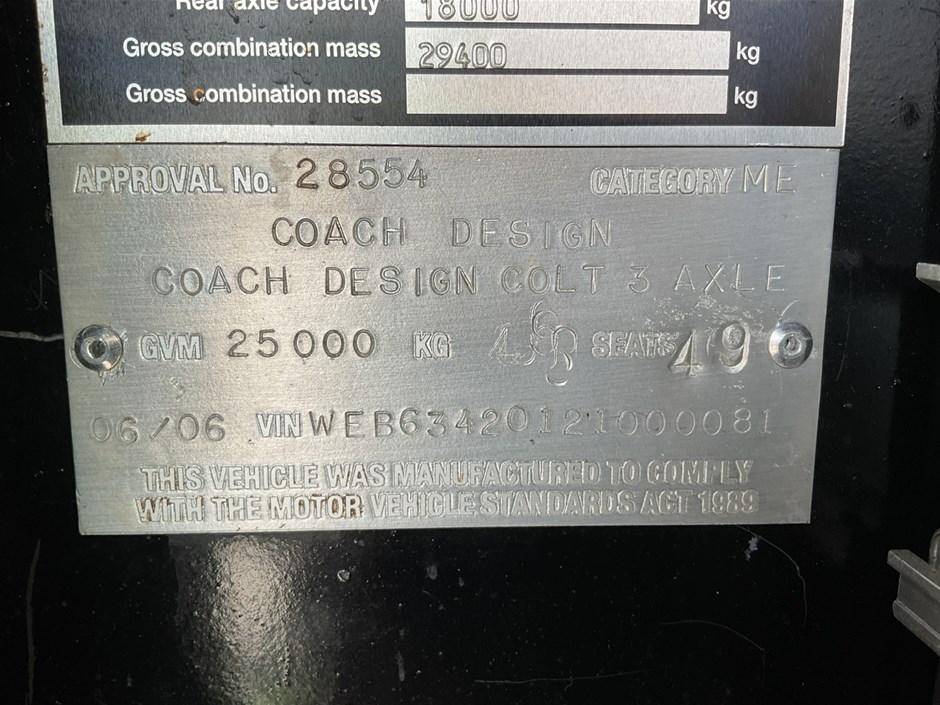 Rear axle capacity 18000 kg
Gross combination mass 29400 kg
Gross combination mass kg
APPROVAL No. 28554 CATEGORY ME
COACH DESIGN
COACH DESIGN COLT 3 AXLE
GVM 25000 KG SEATS 49
06/06 VIN WEB63420121000081
THIS VEHICLE WAS MANUFACTURED TO COMPLY
WITH THE MOTOR VEHICLE STANDARDS ACT 1989